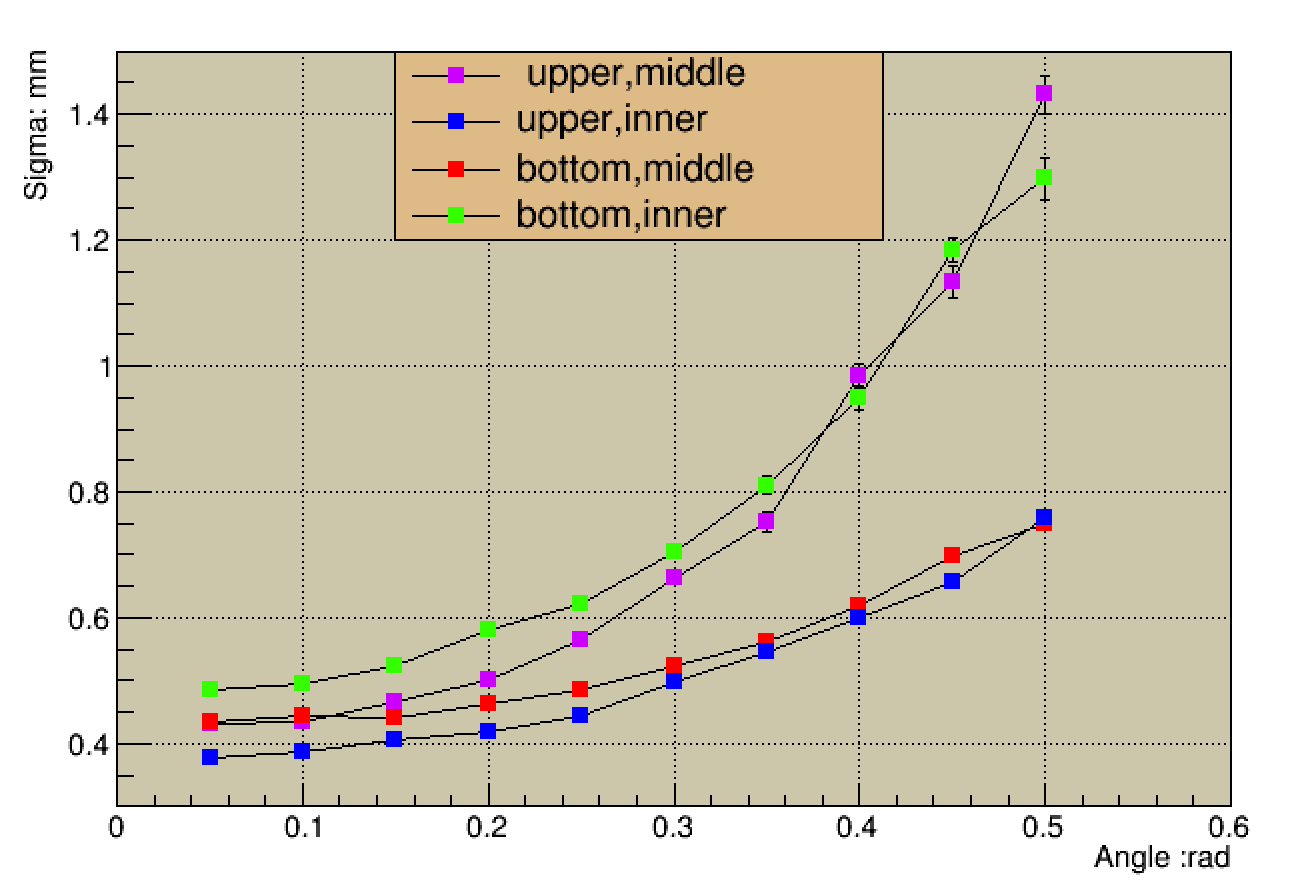 Sigma: mm
upper,middle
upper,inner
bottom,middle
bottom,inner
1.4
1.2
1
0.8
0.6
0.4
0 0.1 0.2 0.3 0.4 0.5 0.6
Angle :rad